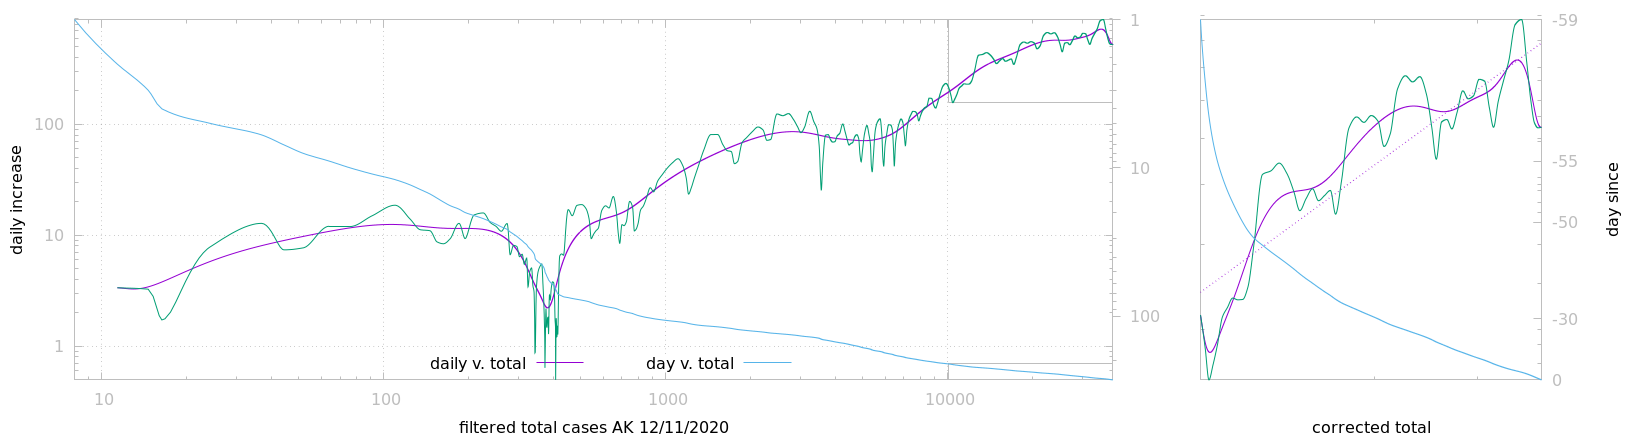 daily increase
100
10
1
10
100
1000
10000
1
10
100
daily v. total
day v. total
filtered total cases AK 12/11/2020
-59
-55
-50
-30
0
day since
corrected total